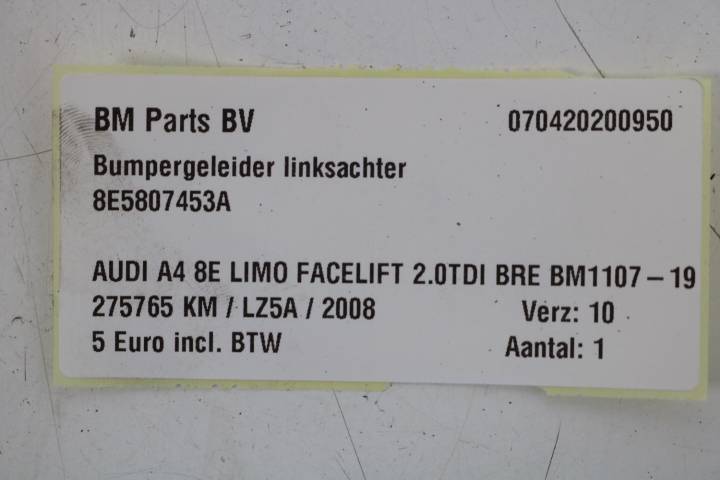 BM Parts BV 070420200950
Bumpergeleider linksachter
8E5807453A
AUDI A4 8E LIMO FACELIFT 2.0TDI BRE BM1107-19
275765 KM / LZ5A / 2008 Verz: 10
5 Euro incl. BTW Aantal: 1